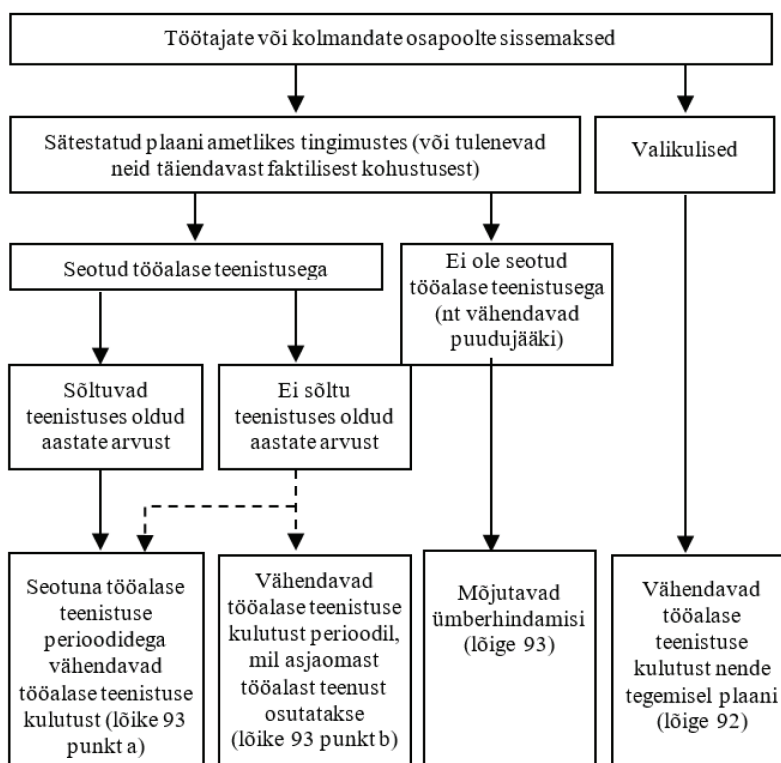 Töötajate või kolmandate osapoolte sissemaksed
Sätestatud plaani ametlikes tingimustes (või tulenevad
neid täiendavast faktilisest kohustusest)
Valikulised
Seotud tööalase teenistusega
Ei ole seotud
tööalase teenistusega
(nt vähendavad
puudujääki)
Sõltuvad
teenistuses oldud
aastate arvust
Ei sõltu
teenistuses oldud
aastate arvust
Seotuna tööalase
teenistuse
perioodidega
vähendavad
tööalase teenistuse
kulutust (lõike 93
punkt a)
Vähendavad
tööalase teenistuse
kulutust perioodil,
mil asjaomast
tööalast teenust
osutatakse
(lõike 93 punkt b)
Mõjutavad
ümberhindamisi
(lõige 93)
Vähendavad
tööalase
teenistuse
kulutust nende
tegemisel plaani
(lõige 92)